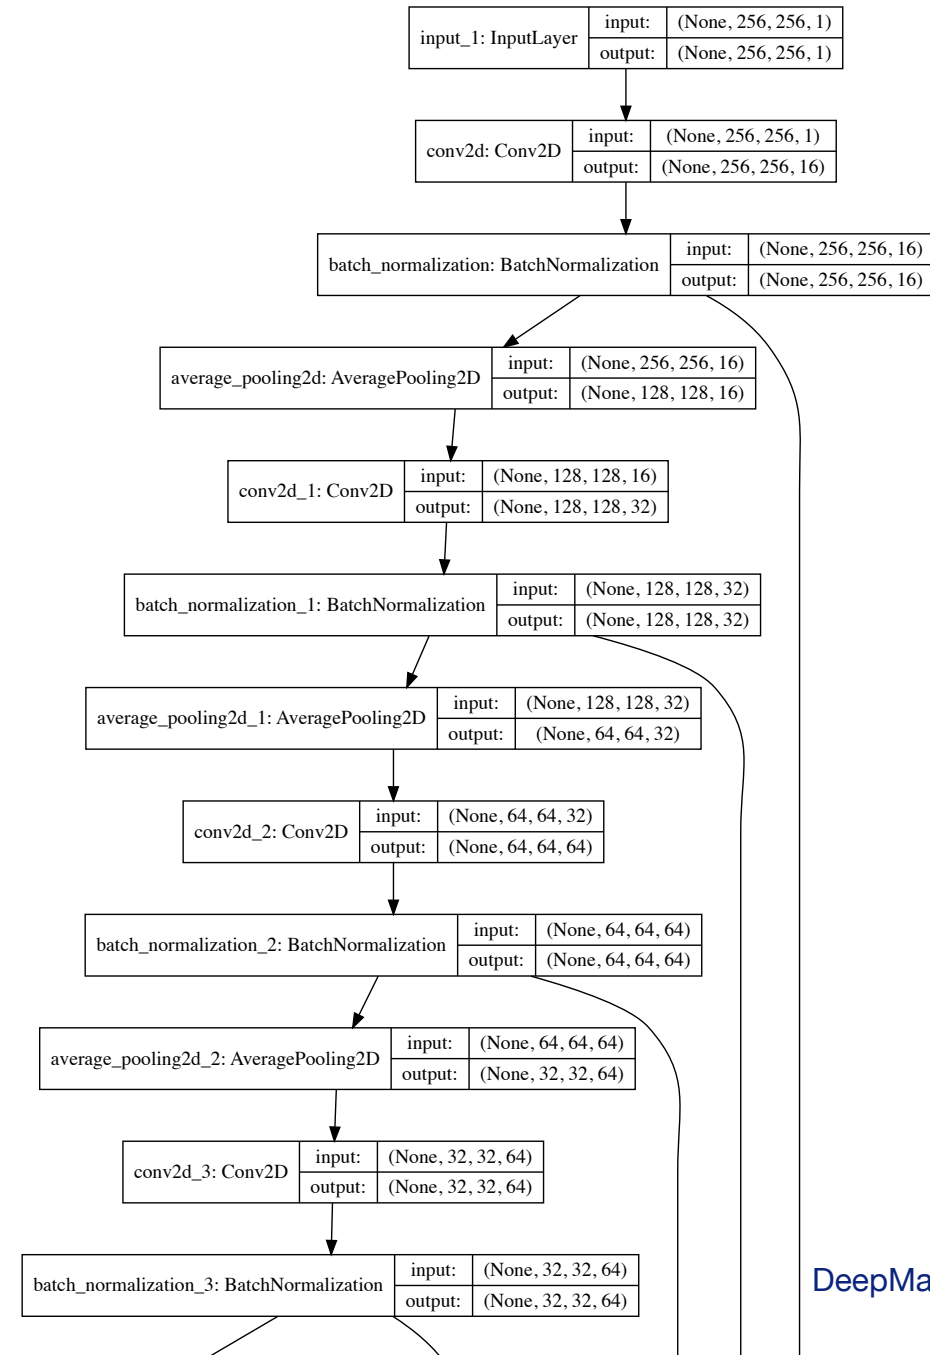 input_1: InputLayer
input: (None, 256, 256, 1)
output: (None, 256, 256, 1)
conv2d: Conv2D
input: (None, 256, 256, 1)
output: (None, 256, 256, 16)
batch_normalization: BatchNormalization
input: (None, 256, 256, 16)
output: (None, 256, 256, 16)
average_pooling2d: AveragePooling2D
input: (None, 256, 256, 16)
output: (None, 128, 128, 16)
conv2d_1: Conv2D
input: (None, 128, 128, 16)
output: (None, 128, 128, 32)
batch_normalization_1: BatchNormalization
input: (None, 128, 128, 32)
output: (None, 128, 128, 32)
average_pooling2d_1: AveragePooling2D
input: (None, 128, 128, 32)
output: (None, 64, 64, 32)
conv2d_2: Conv2D
input: (None, 64, 64, 32)
output: (None, 64, 64, 64)
batch_normalization_2: BatchNormalization
input: (None, 64, 64, 64)
output: (None, 64, 64, 64)
average_pooling2d_2: AveragePooling2D
input: (None, 64, 64, 64)
output: (None, 32, 32, 64)
conv2d_3: Conv2D
input: (None, 32, 32, 64)
output: (None, 32, 32, 64)
batch_normalization_3: BatchNormalization
input: (None, 32, 32, 64)
output: (None, 32, 32, 64)
DeepMa